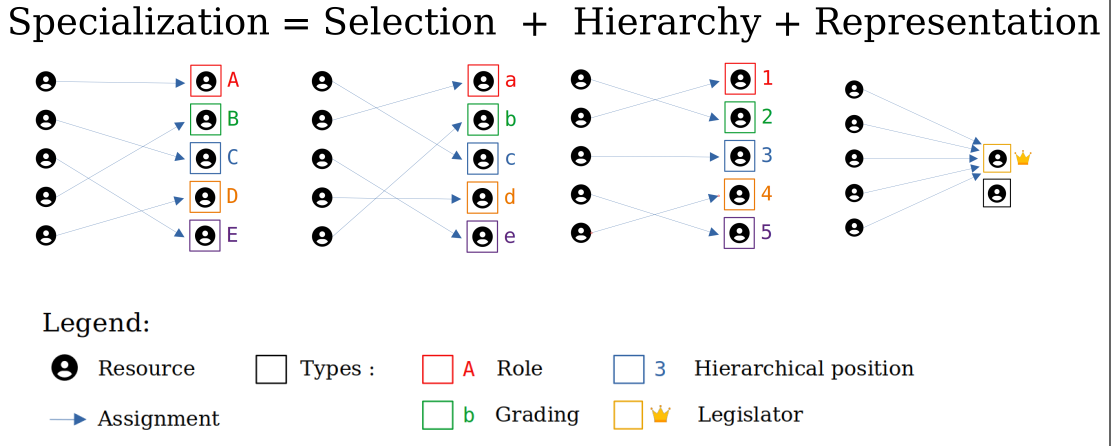 Specialization = Selection + Hierarchy + Representation
A a 1
B b 2
C c 3
D d 4
E e 5
Legend:
Resource Types : A Role 3 Hierarchical position
Assignment b Grading Legislator